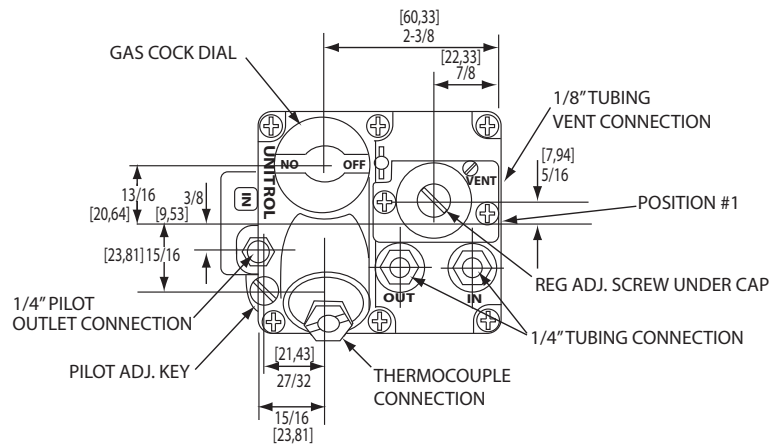 [60,33]
2-3/8
GAS COCK DIAL
[22,33]
7/8
1/8" TUBING
VENT CONNECTION
[7,94]
5/16
NO
OFF
VENT
UNITROL
IN
13/16
[20,64]
3/8
[9,53]
POSITION #1
[23,81] 15/16
REG ADJ. SCREW UNDER CAP
OUT
IN
1/4" PILOT
OUTLET CONNECTION
1/4" TUBING CONNECTION
PILOT ADJ. KEY
[21,43]
27/32
THERMOCOUPLE
CONNECTION
15/16
[23,81]